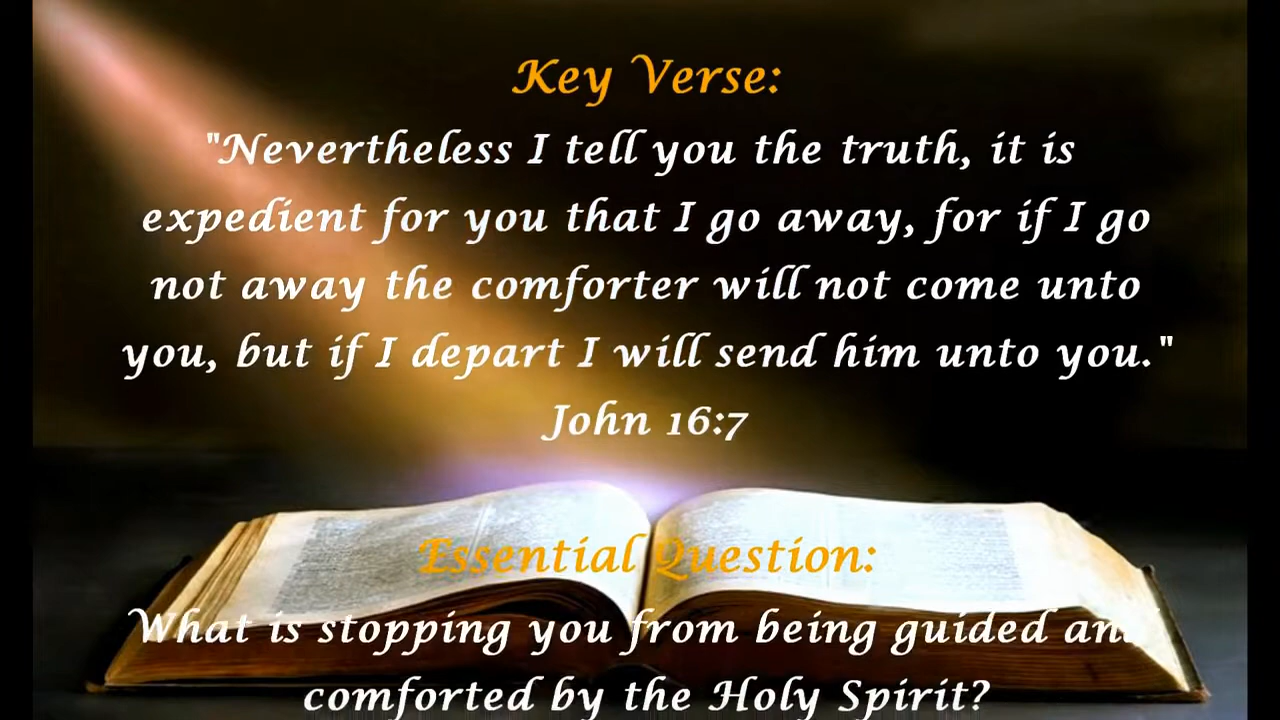 Key Verse:
"Nevertheless I tell you the truth, it is
expedient for you that I go away, for if I go
not away the comforter will not come unto
you, but if I depart I will send him unto you."
John 16:7
Essential Question:
What is stopping you from being guided and
comforted by the Holy Spirit?